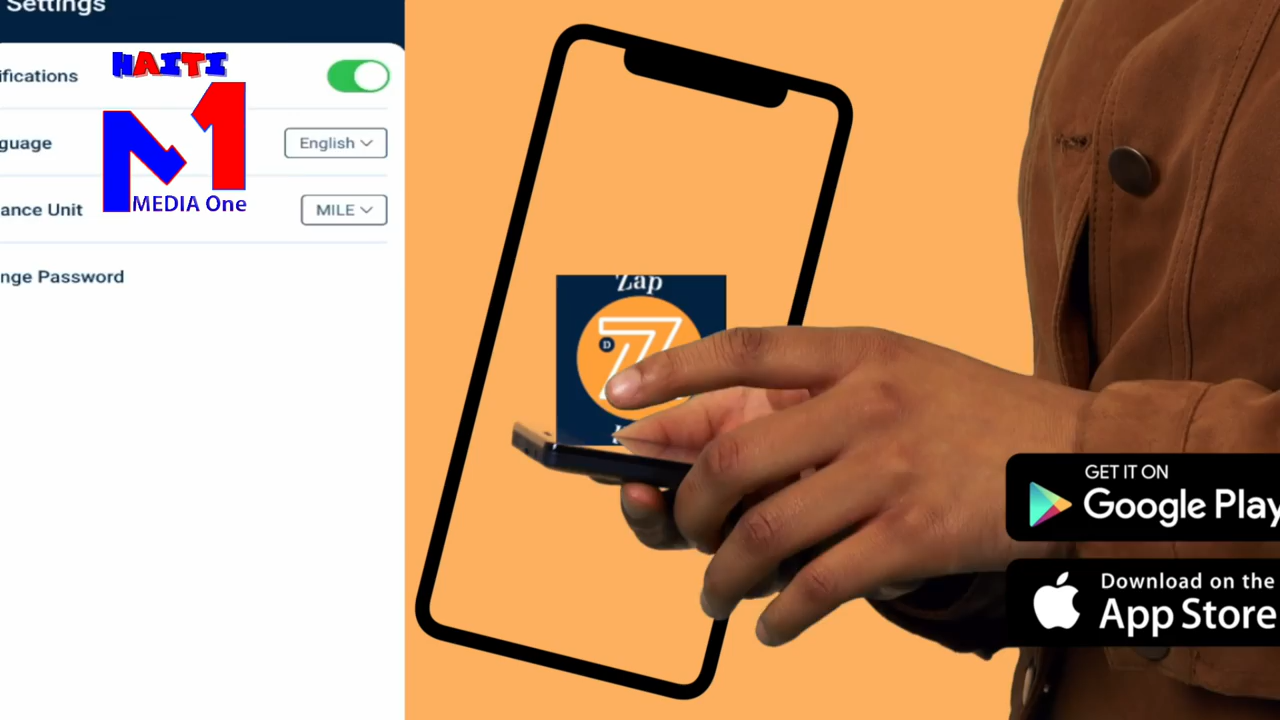 Settings
ifications
HAITI
M1
MEDIA One
guage
English
ance Unit
MILE
nge Password
Zap
D
Z
GET IT ON
Google Play
Download on the
App Store